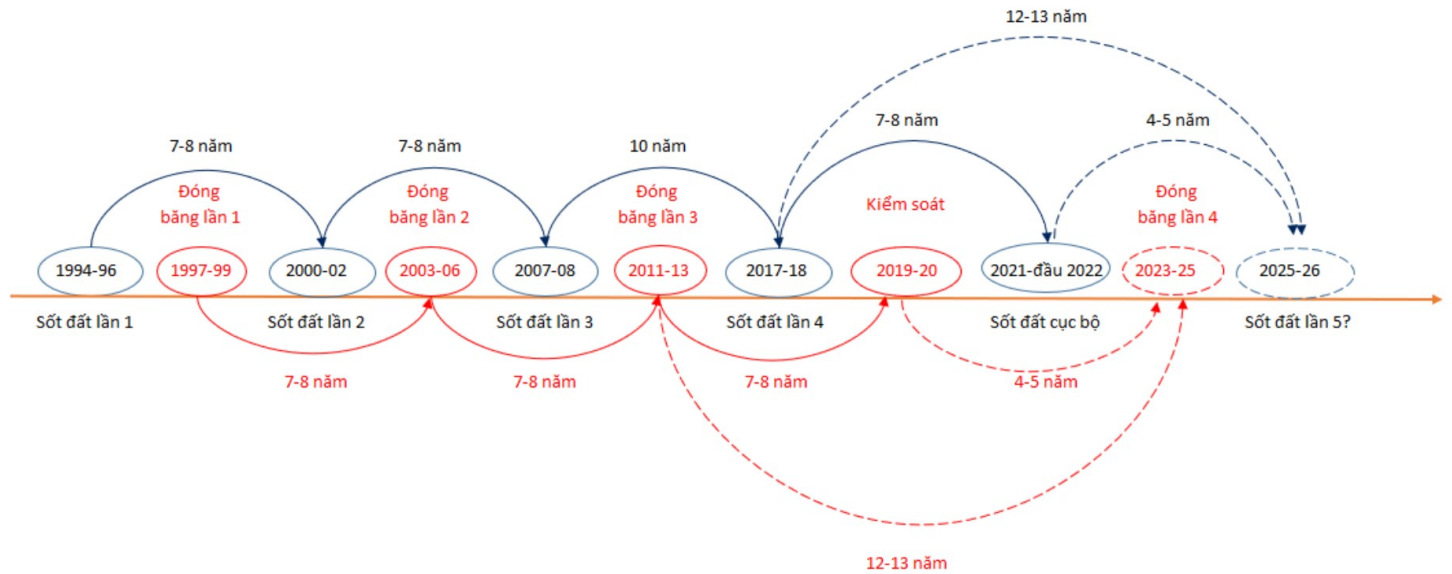 12-13 năm
7-8 năm
4-5 năm
7-8 năm
7-8 năm
10 năm
Đóng
băng lần 1
Đóng
băng lần 2
Đóng
băng lần 3
Kiểm soát
Đóng
băng lần 4
1994-96
1997-99
2000-02
2003-06
2007-08
2011-13
2017-18
2019-20
2021-đầu 2022
2023-25
2025-26
Sốt đất lần 1
Sốt đất lần 2
Sốt đất lần 3
Sốt đất lần 4
Sốt đất cục bộ
Sốt đất lần 5?
7-8 năm
7-8 năm
7-8 năm
4-5 năm
12-13 năm